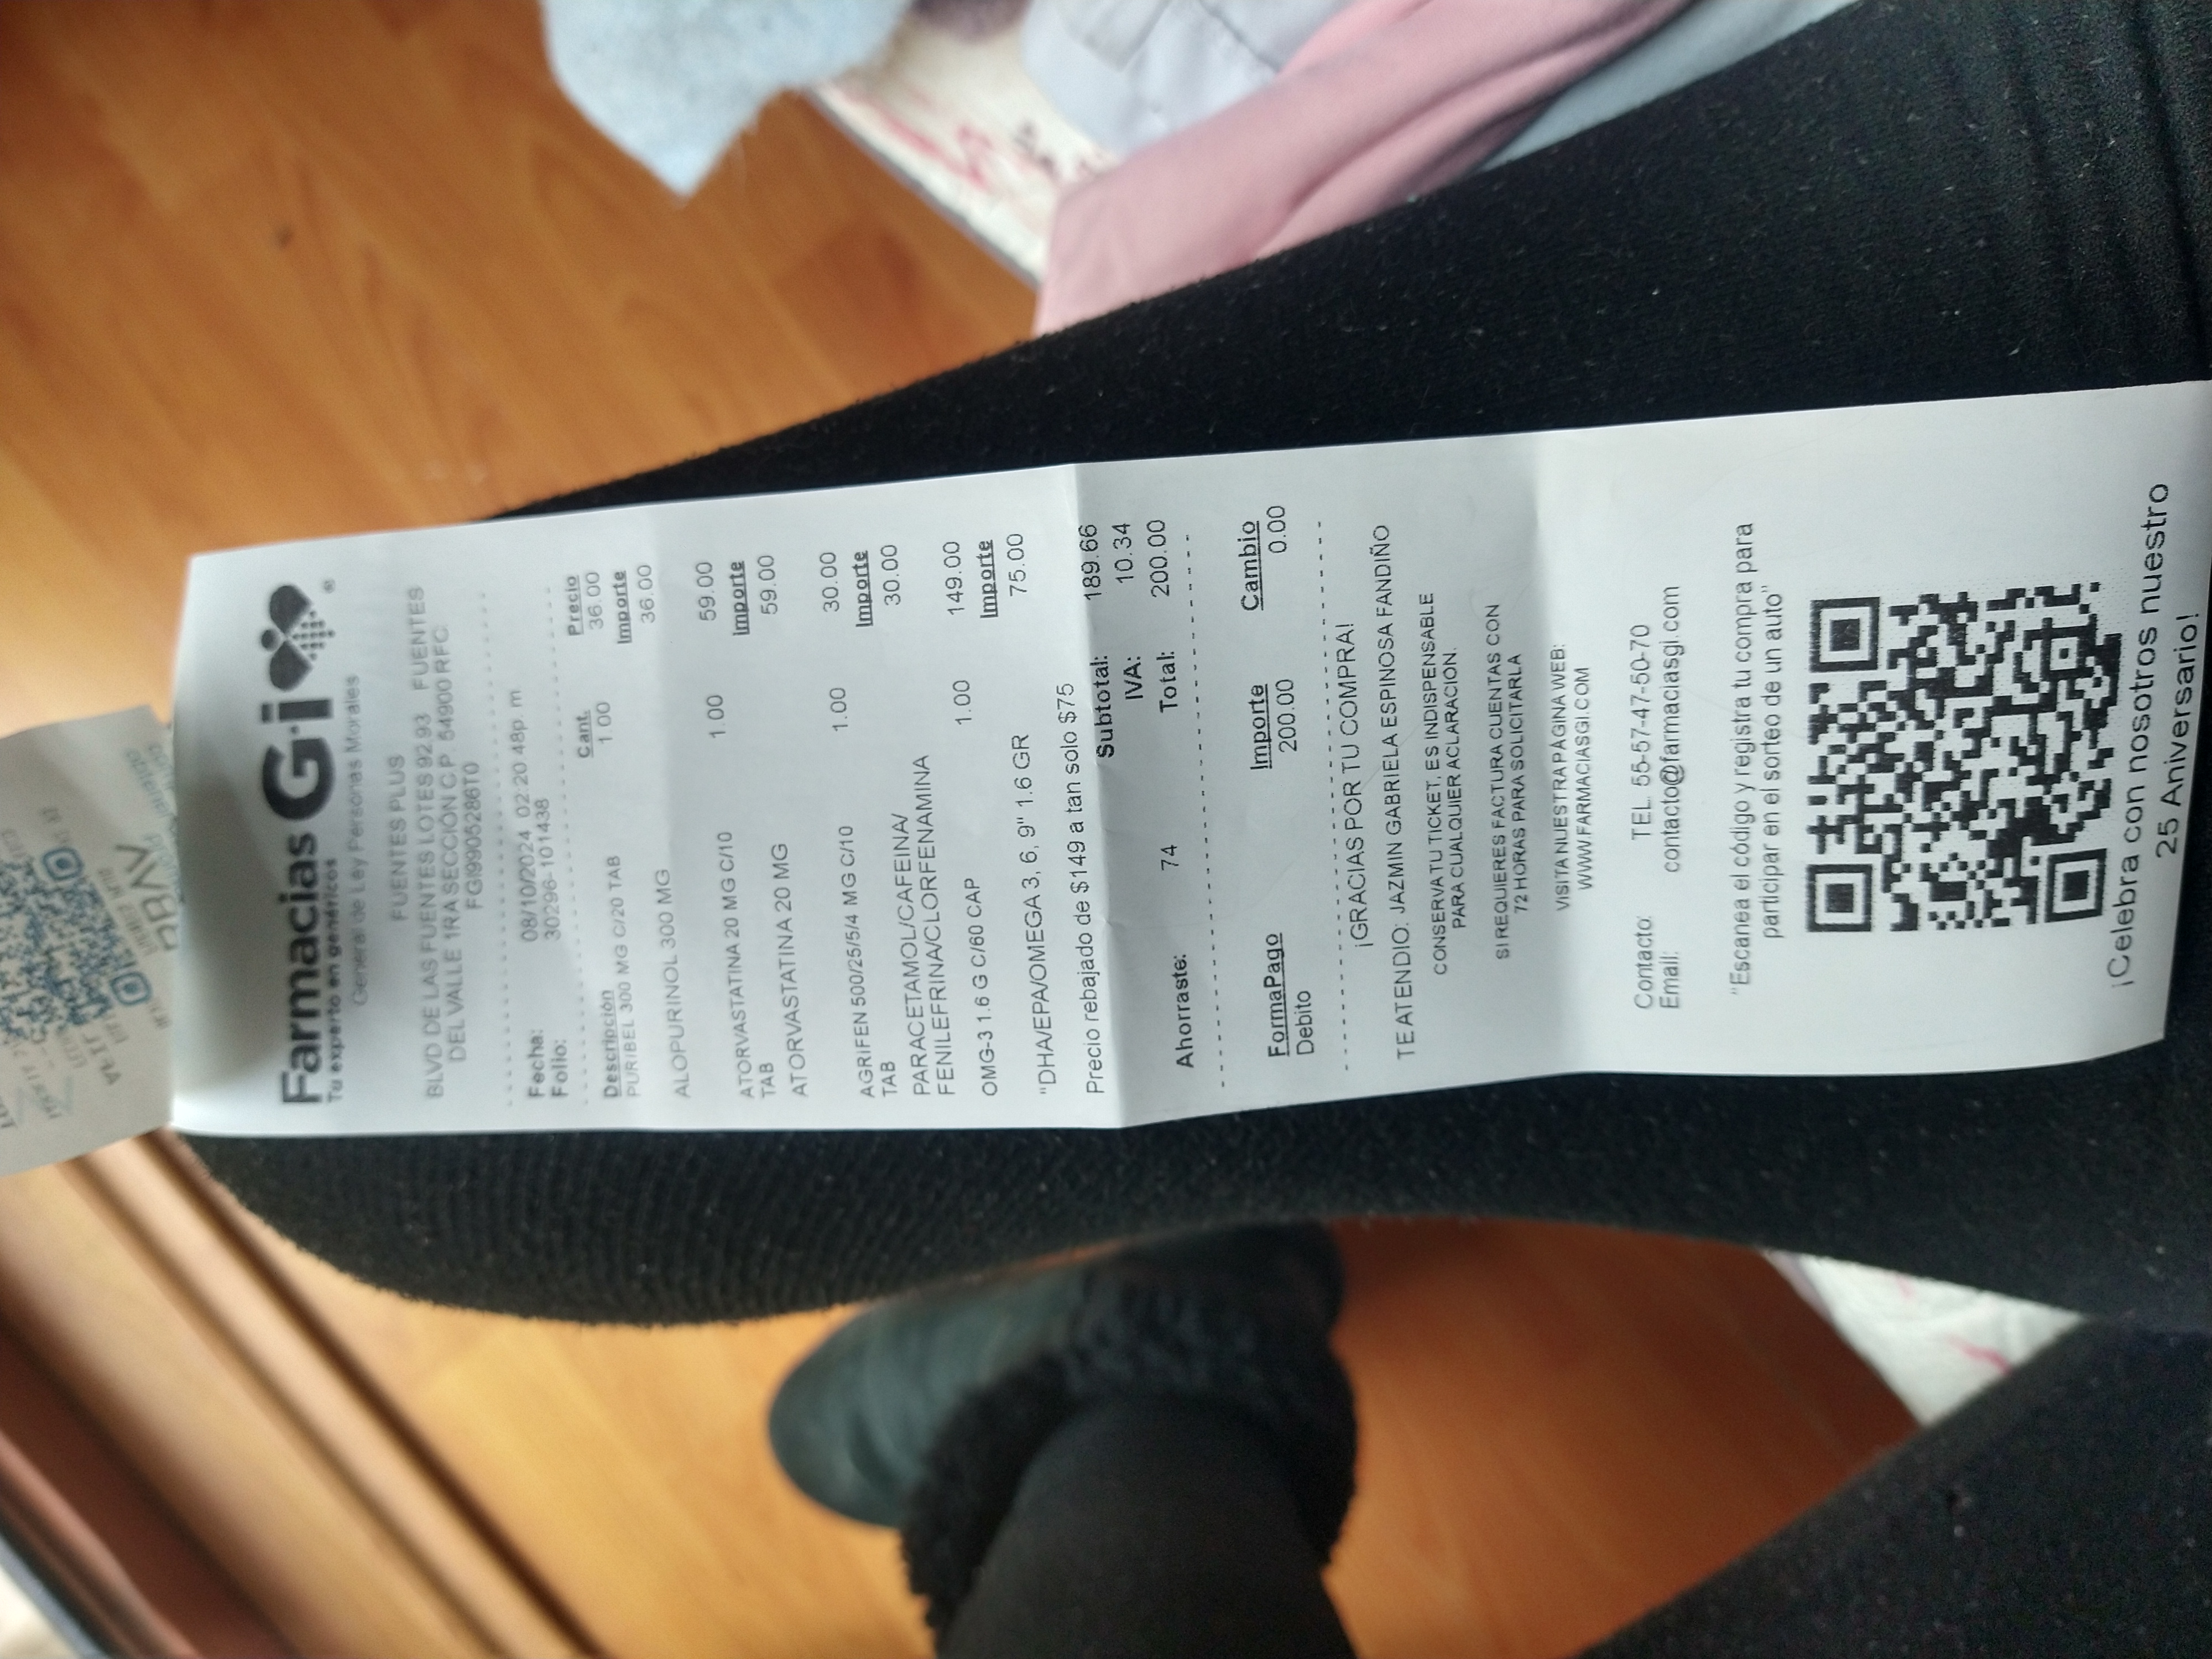 Farmacias Gi
®
Tu experto en genéricos
General de Ley Personas Morales
FUENTES PLUS
BLVD DE LAS FUENTES LOTES 92 93 FUENTES
DEL VALLE 1RA SECCIÓN C.P. 54900 RFC
FGI9905286T0
Fecha: 08/10/2024 02:20 48p. m
Folio: 30296-101438
Descripción Cant. Precio
PURIBEL 300 MG C/20 TAB 1.00 36.00
Importe
ALOPURINOL 300 MG 36.00
ATORVASTATINA 20 MG C/10 1.00 59.00
TAB Importe
ATORVASTATINA 20 MG 59.00
AGRIFEN 500/25/5/4 MG C/10 1.00 30.00
TAB Importe
PARACETAMOL/CAFEINA/ 30.00
FENILEFRINA/CLORFENAMINA
OMG-3 1.6 G C/60 CAP 1.00 149.00
Importe
"DHA/EPA/OMEGA 3, 6, 9" 1.6 GR 75.00
Precio rebajado de $149 a tan solo $75
Subtotal: 189.66
IVA: 10.34
Total: 200.00
Ahorraste: 74
FormaPago Importe Cambio
Debito 200.00 0.00
¡GRACIAS POR TU COMPRA!
TE ATENDIO: JAZMIN GABRIELA ESPINOSA FANDIÑO
CONSERVA TU TICKET, ES INDISPENSABLE
PARA CUALQUIER ACLARACIÓN.
SI REQUIERES FACTURA CUENTAS CON
72 HORAS PARA SOLICITARLA
VISITA NUESTRA PÁGINA WEB:
WWW.FARMACIASGI.COM
Contacto: TEL. 55-57-47-50-70
Email: contacto@farmaciasgi.com
"Escanea el código y registra tu compra para
participar en el sorteo de un auto"
¡Celebra con nosotros nuestro
25 Aniversario!